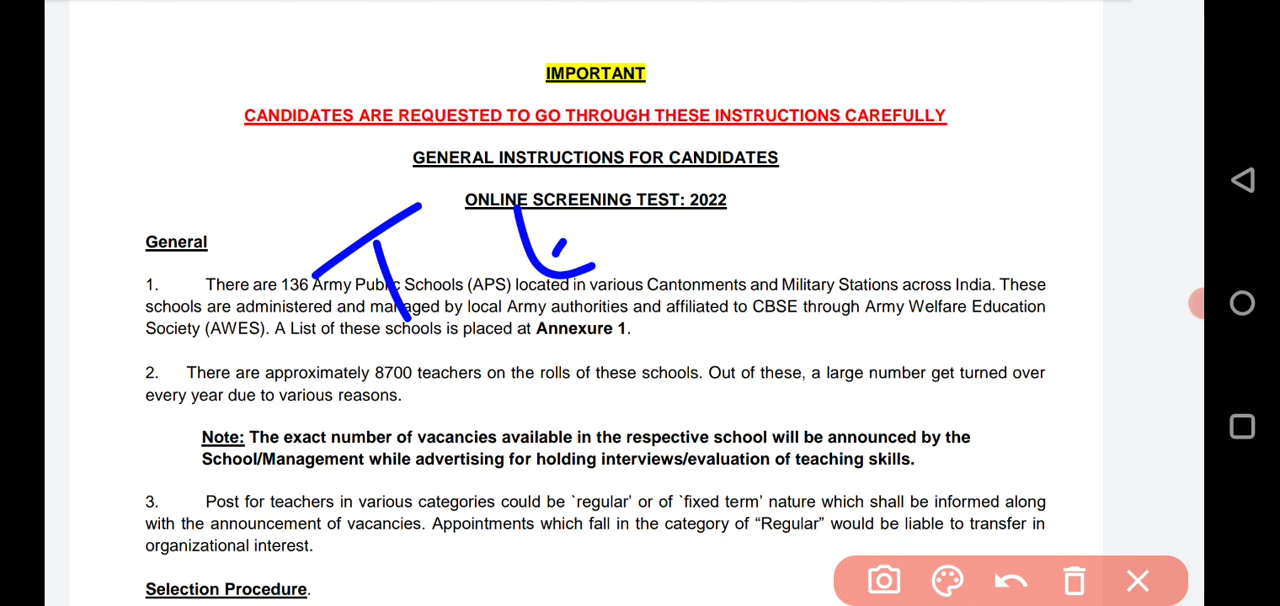 IMPORTANT
CANDIDATES ARE REQUESTED TO GO THROUGH THESE INSTRUCTIONS CAREFULLY
GENERAL INSTRUCTIONS FOR CANDIDATES
ONLINE SCREENING TEST: 2022
General
1. There are 136 Army Public Schools (APS) located in various Cantonments and Military Stations across India. These
schools are administered and managed by local Army authorities and affiliated to CBSE through Army Welfare Education
Society (AWES). A List of these schools is placed at Annexure 1.
2. There are approximately 8700 teachers on the rolls of these schools. Out of these, a large number get turned over
every year due to various reasons.
Note: The exact number of vacancies available in the respective school will be announced by the
School/Management while advertising for holding interviews/evaluation of teaching skills.
3. Post for teachers in various categories could be `regular' or of `fixed term' nature which shall be informed along
with the announcement of vacancies. Appointments which fall in the category of “Regular” would be liable to transfer in
organizational interest.
Selection Procedure.